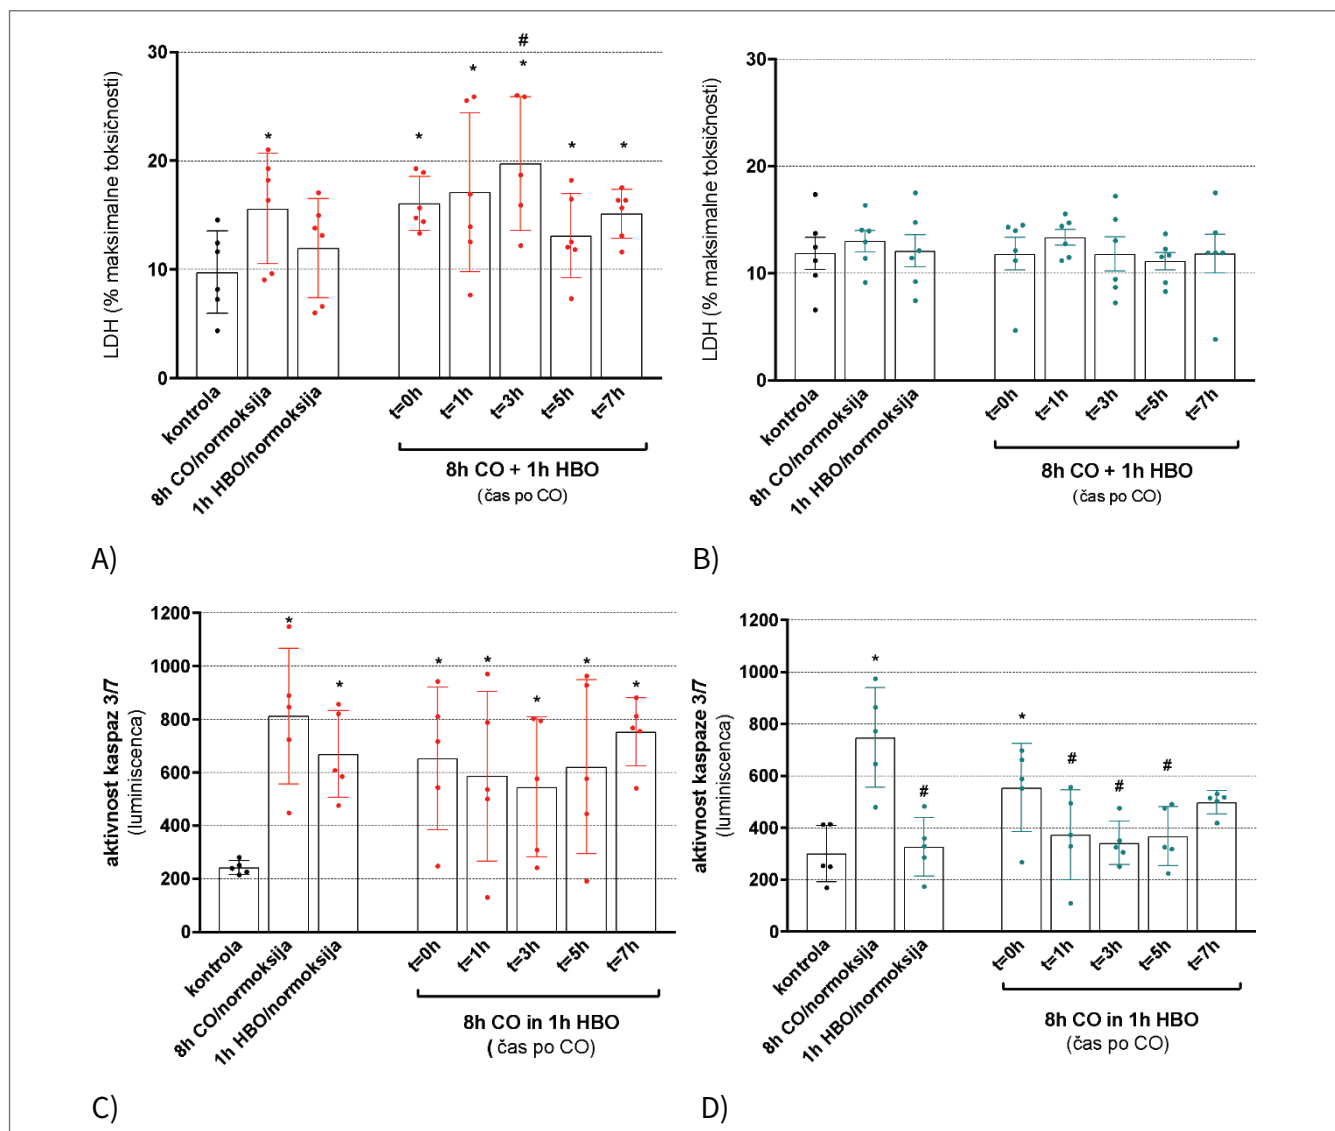 LDH (% maksimalne toksičnosti)
30
20
10
0
*
*
*
#
*
*
*
kontrola
8h CO/normoksija
1h HBO/normoksija
t=0h
t=1h
t=3h
t=5h
t=7h
8h CO + 1h HBO
(čas po CO)
A)
LDH (% maksimalne toksičnosti)
30
20
10
0
kontrola
8h CO/normoksija
1h HBO/normoksija
t=0h
t=1h
t=3h
t=5h
t=7h
8h CO + 1h HBO
(čas po CO)
B)
aktivnost kaspaz 3/7
(luminiscenca)
1200
1000
800
600
400
200
0
*
*
*
*
*
*
*
kontrola
8h CO/normoksija
1h HBO/normoksija
t=0h
t=1h
t=3h
t=5h
t=7h
8h CO in 1h HBO
( čas po CO)
C)
aktivnost kaspaze 3/7
(luminiscenca)
1200
1000
800
600
400
200
0
*
#
*
#
#
#
kontrola
8h CO/normoksija
1h HBO/normoksija
t=0h
t=1h
t=3h
t=5h
t=7h
8h CO in 1h HBO
(čas po CO)
D)